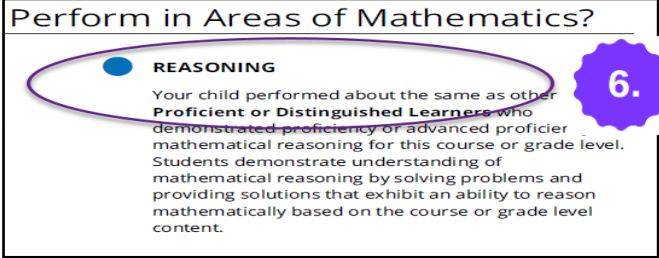 Perform in Areas of Mathematics?
REASONING
6.
Your child performed about the same as other
Proficient or Distinguished Learners who
demonstrated proficiency or advanced
mathematical reasoning for this course or grade level.
Students demonstrate understanding of
mathematical reasoning by solving problems and
providing solutions that exhibit an ability to reason
mathematically based on the course or grade level
content.